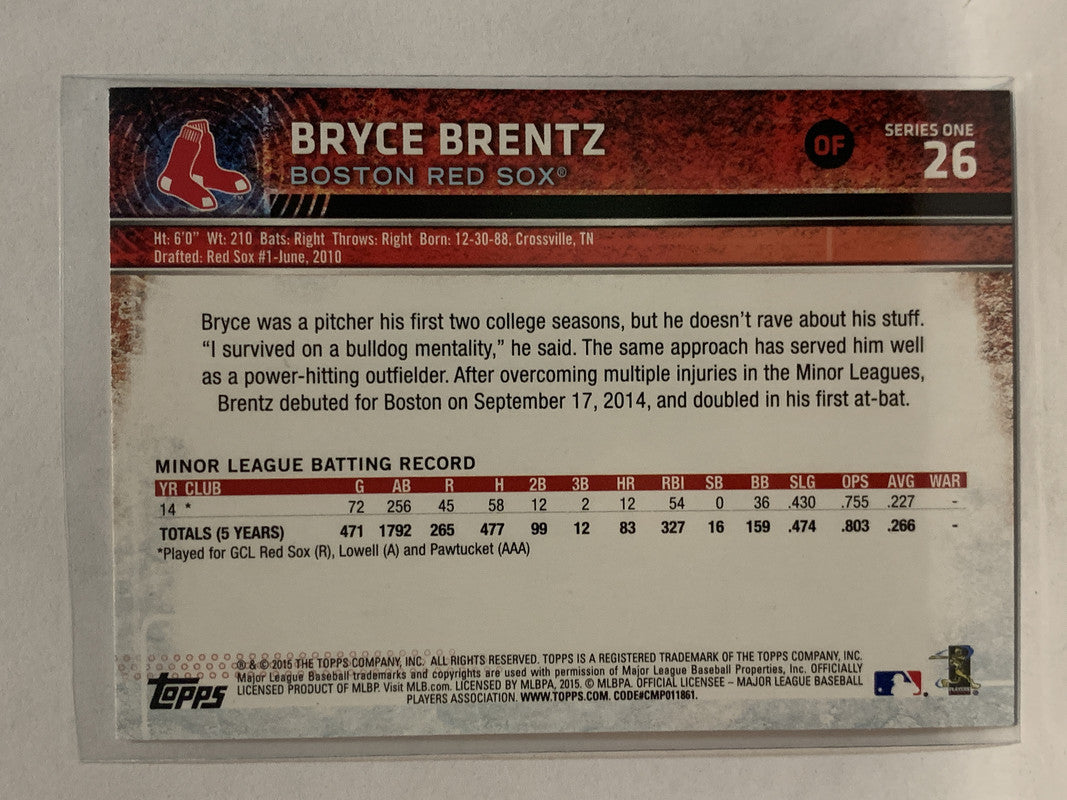 BRYCE BRENTZ
BOSTON RED SOX®
OF
SERIES ONE
26
Ht: 6'0" Wt: 210 Bats: Right Throws: Right Born: 12-30-88, Crossville, TN
Drafted: Red Sox #1-June, 2010
Bryce was a pitcher his first two college seasons, but he doesn't rave about his stuff.
"I survived on a bulldog mentality," he said. The same approach has served him well
as a power-hitting outfielder. After overcoming multiple injuries in the Minor Leagues,
Brentz debuted for Boston on September 17, 2014, and doubled in his first at-bat.
MINOR LEAGUE BATTING RECORD
YR CLUB G AB R H 2B 3B HR RBI SB BB SLG OPS AVG WAR
14 * 72 256 45 58 12 2 12 54 0 36 .430 .755 .227 -
TOTALS (5 YEARS) 471 1792 265 477 99 12 83 327 16 159 .474 .803 .266 -
*Played for GCL Red Sox (R), Lowell (A) and Pawtucket (AAA)
® & © 2015 THE TOPPS COMPANY, INC. ALL RIGHTS RESERVED. TOPPS IS A REGISTERED TRADEMARK OF THE TOPPS COMPANY, INC.
Major League Baseball trademarks and copyrights are used with permission of Major League Baseball Properties, Inc. OFFICIALLY
LICENSED PRODUCT OF MLBP. Visit MLB.com. LICENSED BY MLBPA, 2015. © MLBPA. OFFICIAL LICENSEE – MAJOR LEAGUE BASEBALL
PLAYERS ASSOCIATION. WWW.TOPPS.COM. CODE#CMP011861.
topps
PLAYERS